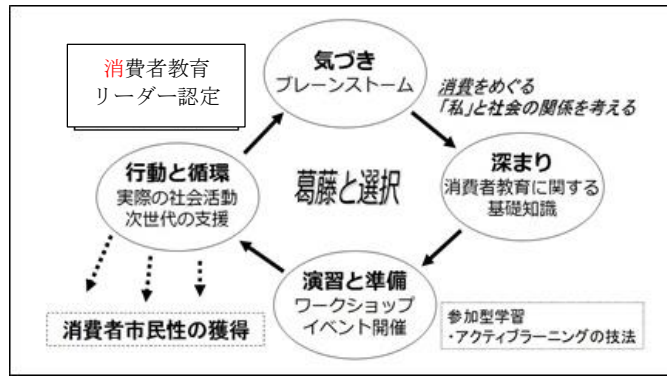 消費者教育
リーダー認定
気づき
ブレーンストーム
消費をめぐる
「私」と社会の関係を考える
行動と循環
実際の社会活動
次世代の支援
葛藤と選択
深まり
消費者教育に関する
基礎知識
演習と準備
ワークショップ
イベント開催
消費者市民性の獲得
参加型学習
・アクティブラーニングの技法